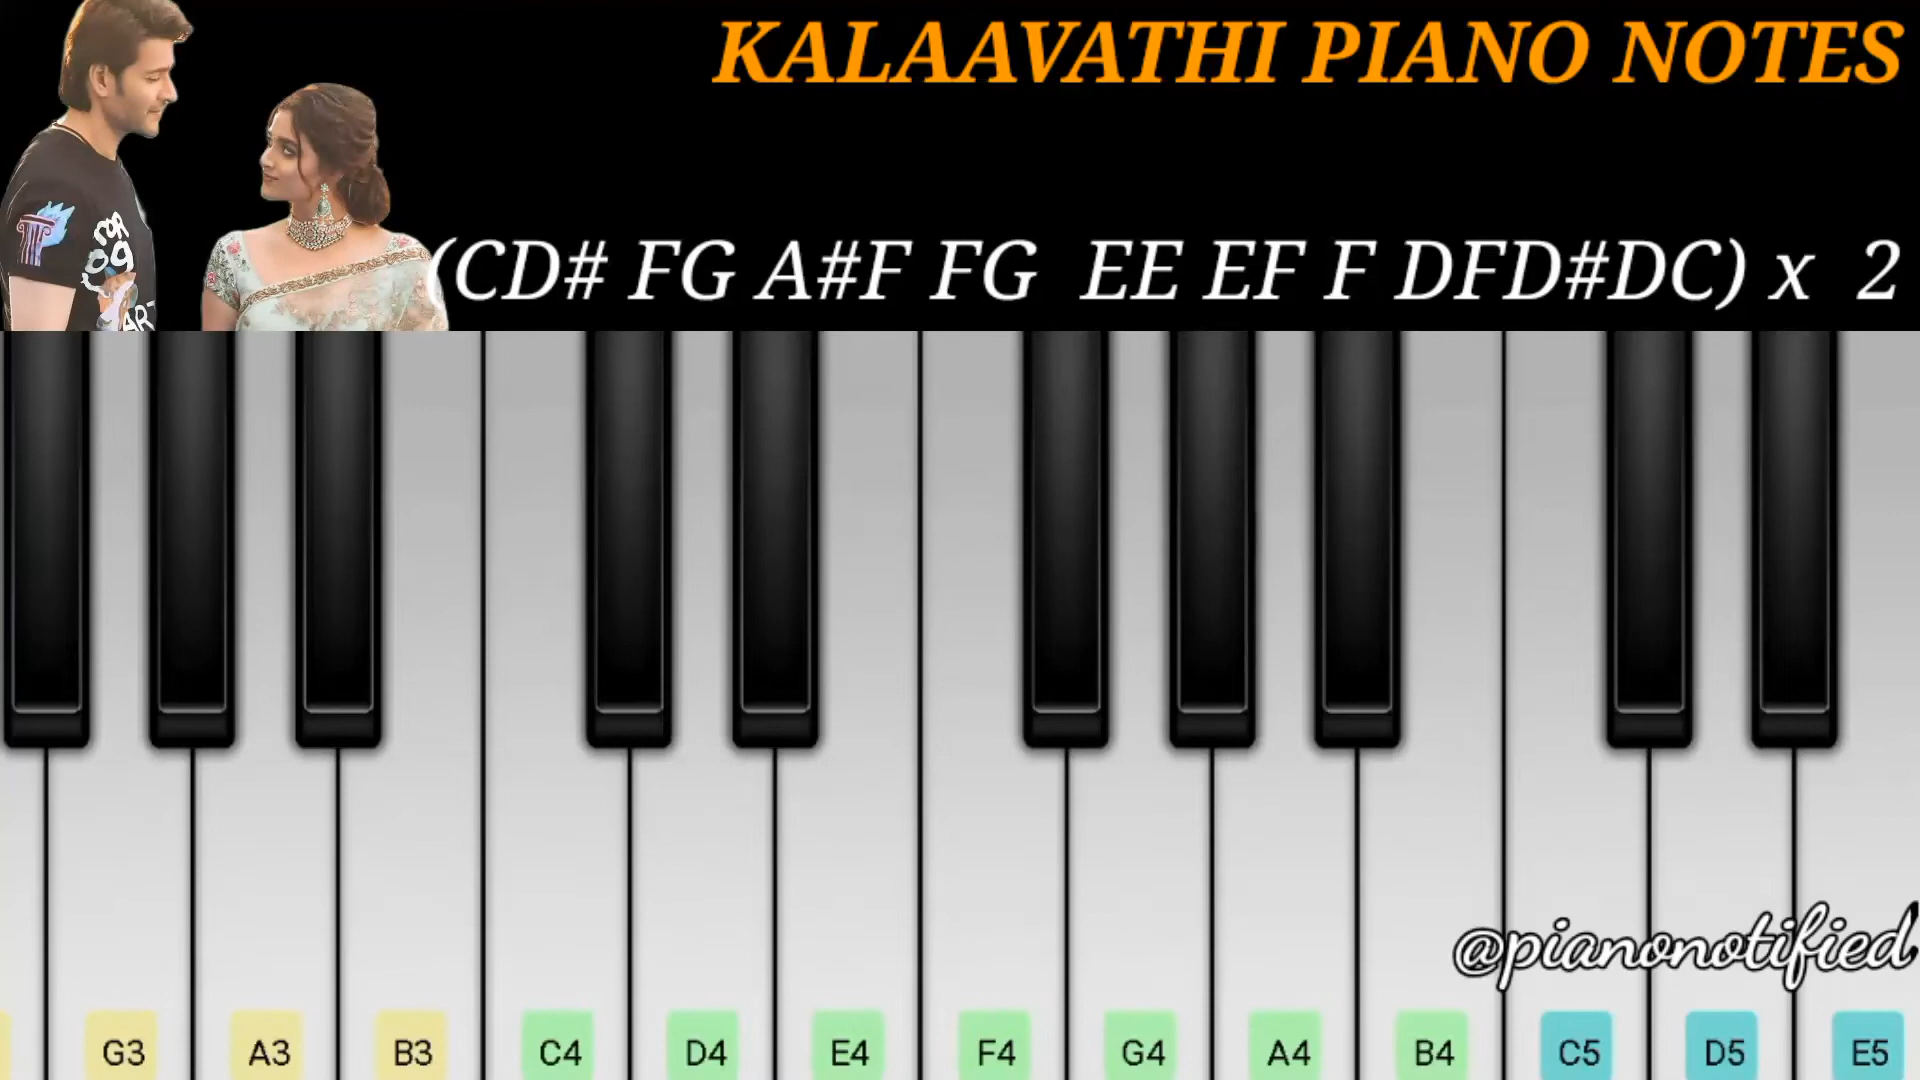 KALAAVATHI PIANO NOTES
(CD# FG A#F FG EE EF F DFD#DC) x 2
@pianonotified
G3 A3 B3 C4 D4 E4 F4 G4 A4 B4 C5 D5 E5